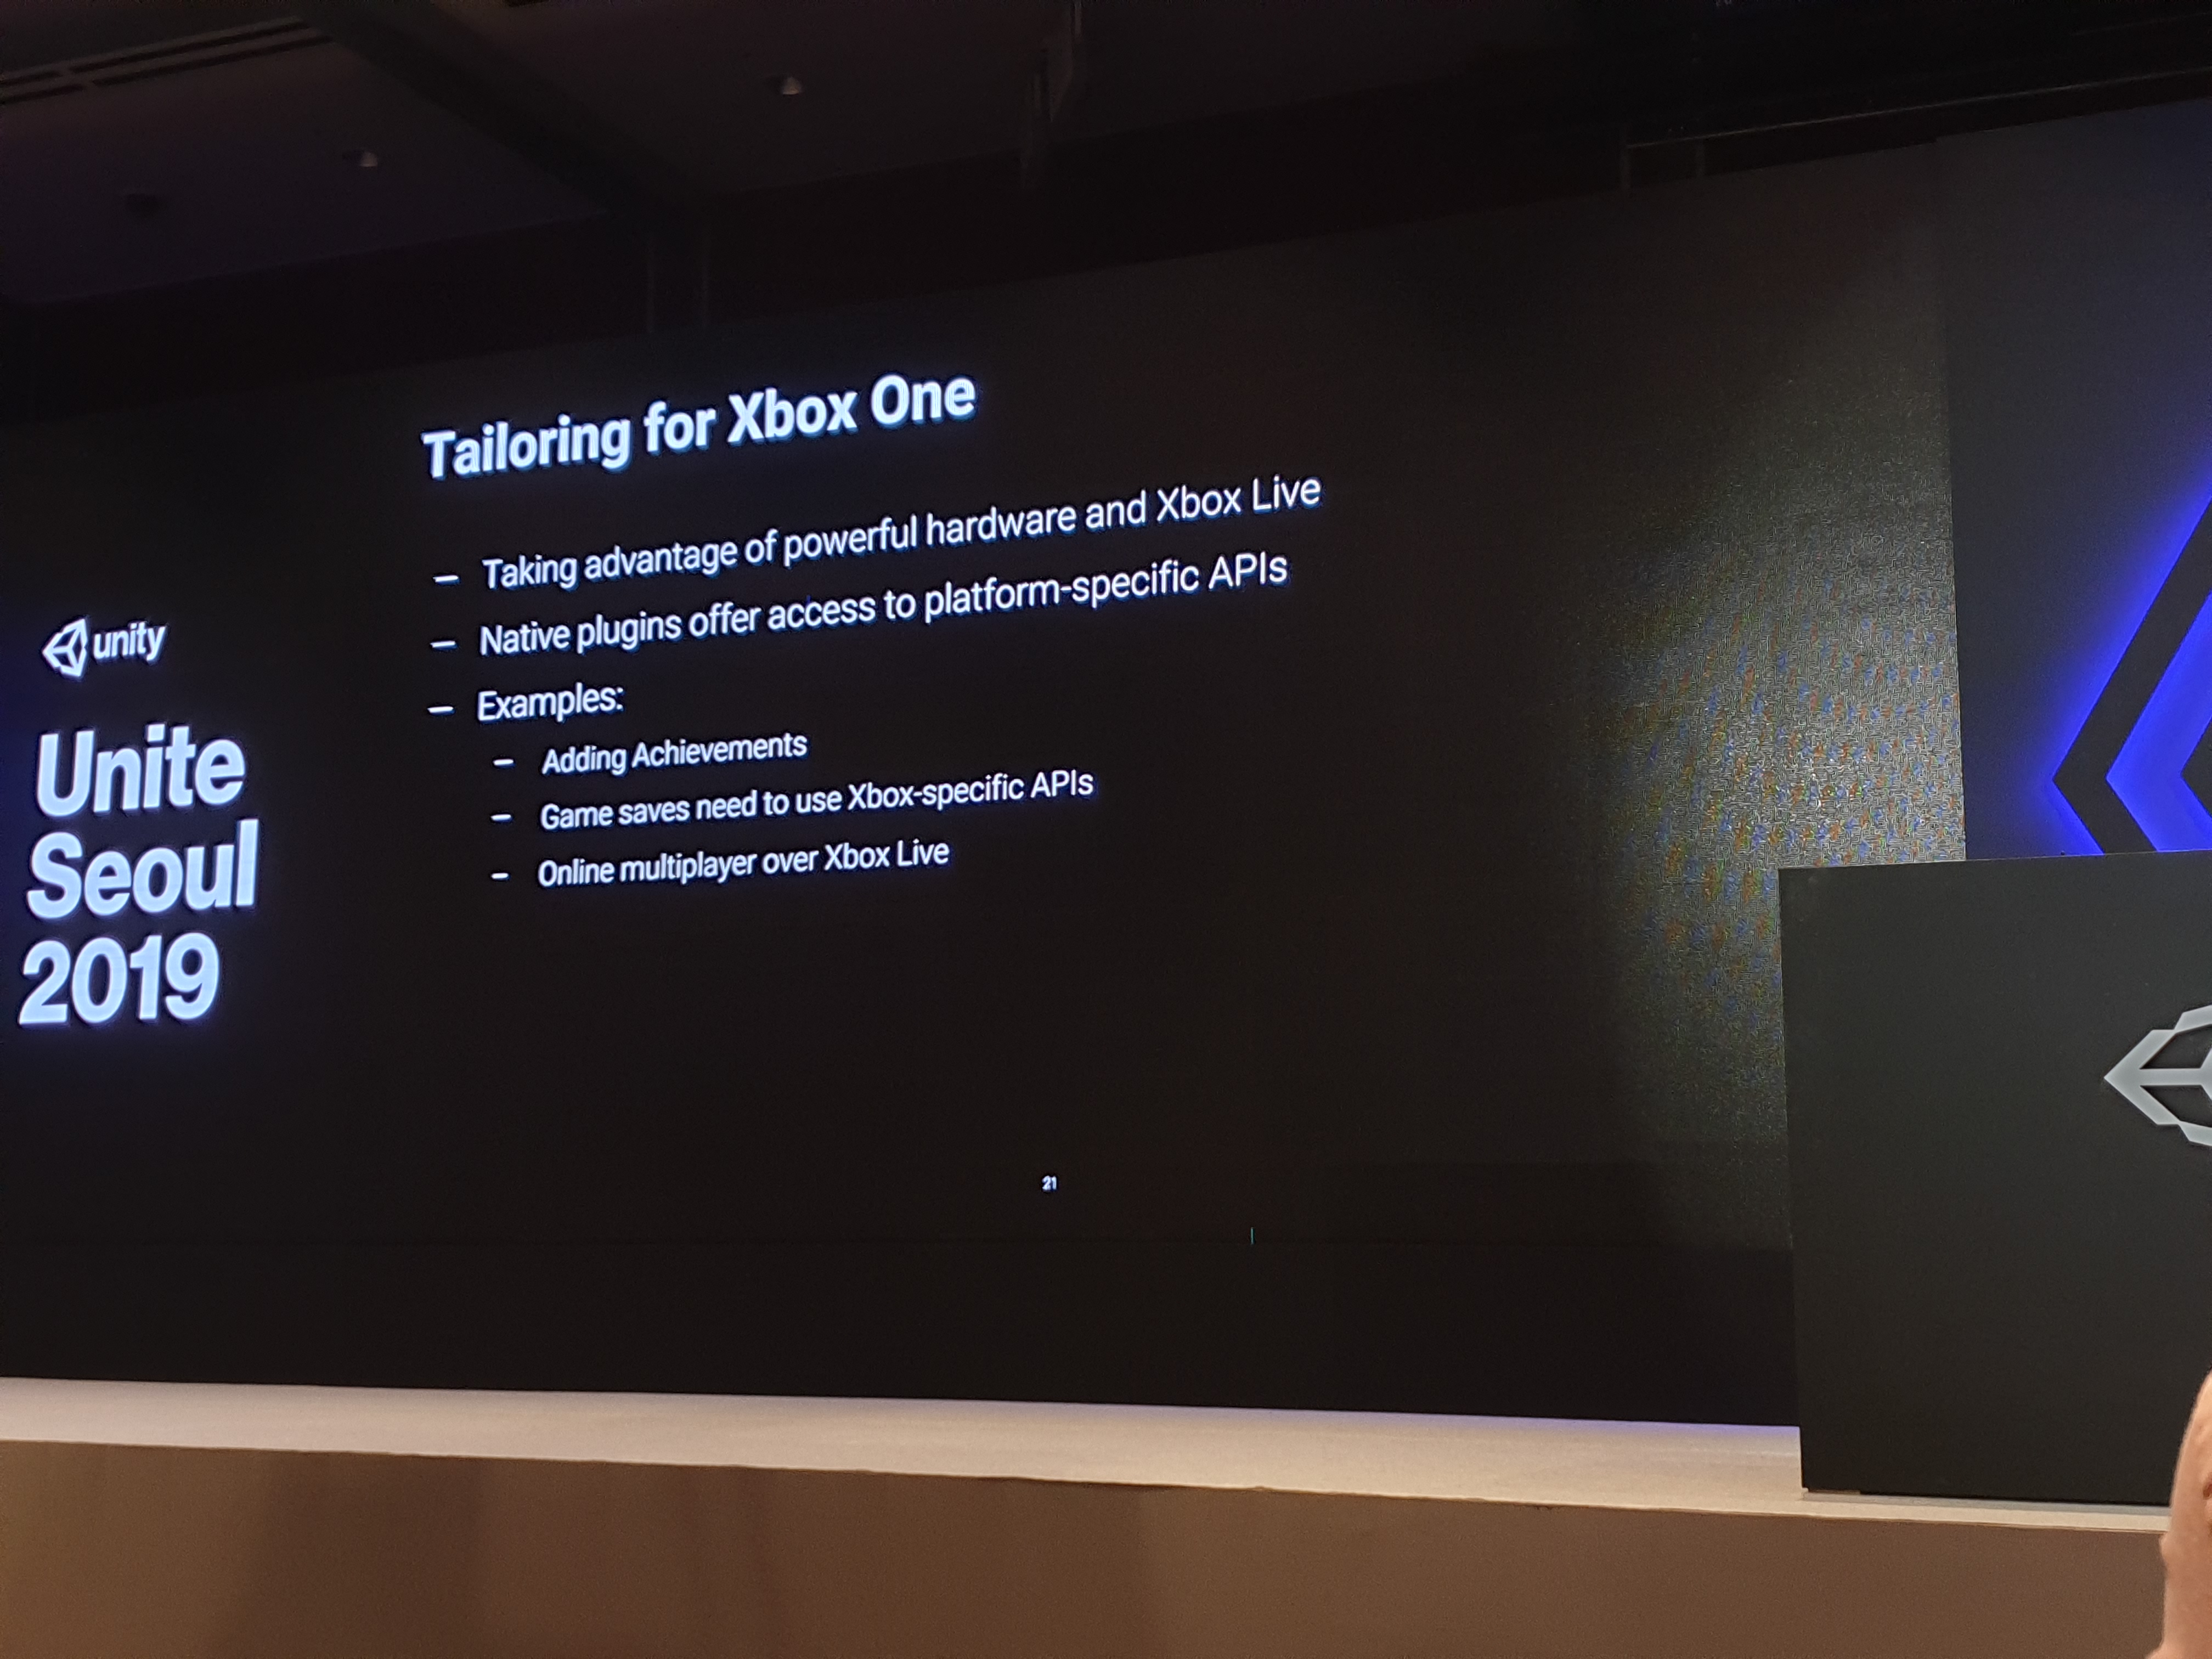 unity
Unite
Seoul
2019
Tailoring for Xbox One
– Taking advantage of powerful hardware and Xbox Live
– Native plugins offer access to platform-specific APIs
– Examples:
– Adding Achievements
– Game saves need to use Xbox-specific APIs
– Online multiplayer over Xbox Live
21